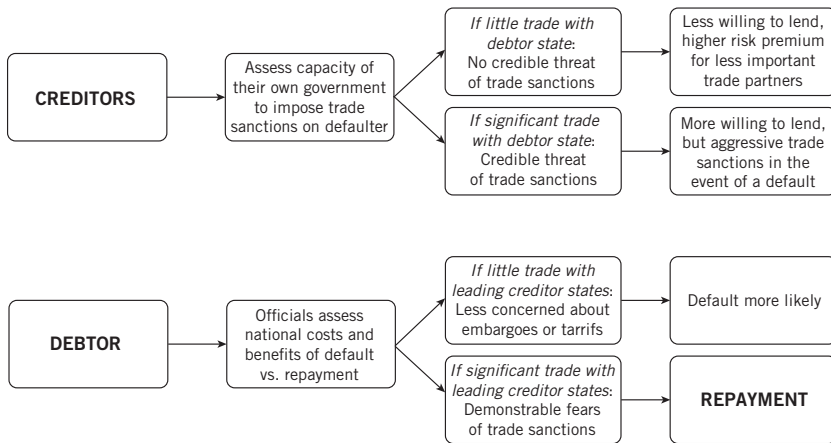 CREDITORS
Assess capacity of
their own government
to impose trade
sanctions on defaulter
If little trade with
debtor state:
No credible threat
of trade sanctions
Less willing to lend,
higher risk premium
for less important
trade partners
If significant trade
with debtor state:
Credible threat
of trade sanctions
More willing to lend,
but aggressive trade
sanctions in the
event of a default
DEBTOR
Officials assess
national costs and
benefits of default
vs. repayment
If little trade with
leading creditor states:
Less concerned about
embargoes or tarrifs
Default more likely
If significant trade with
leading creditor states:
Demonstrable fears
of trade sanctions
REPAYMENT